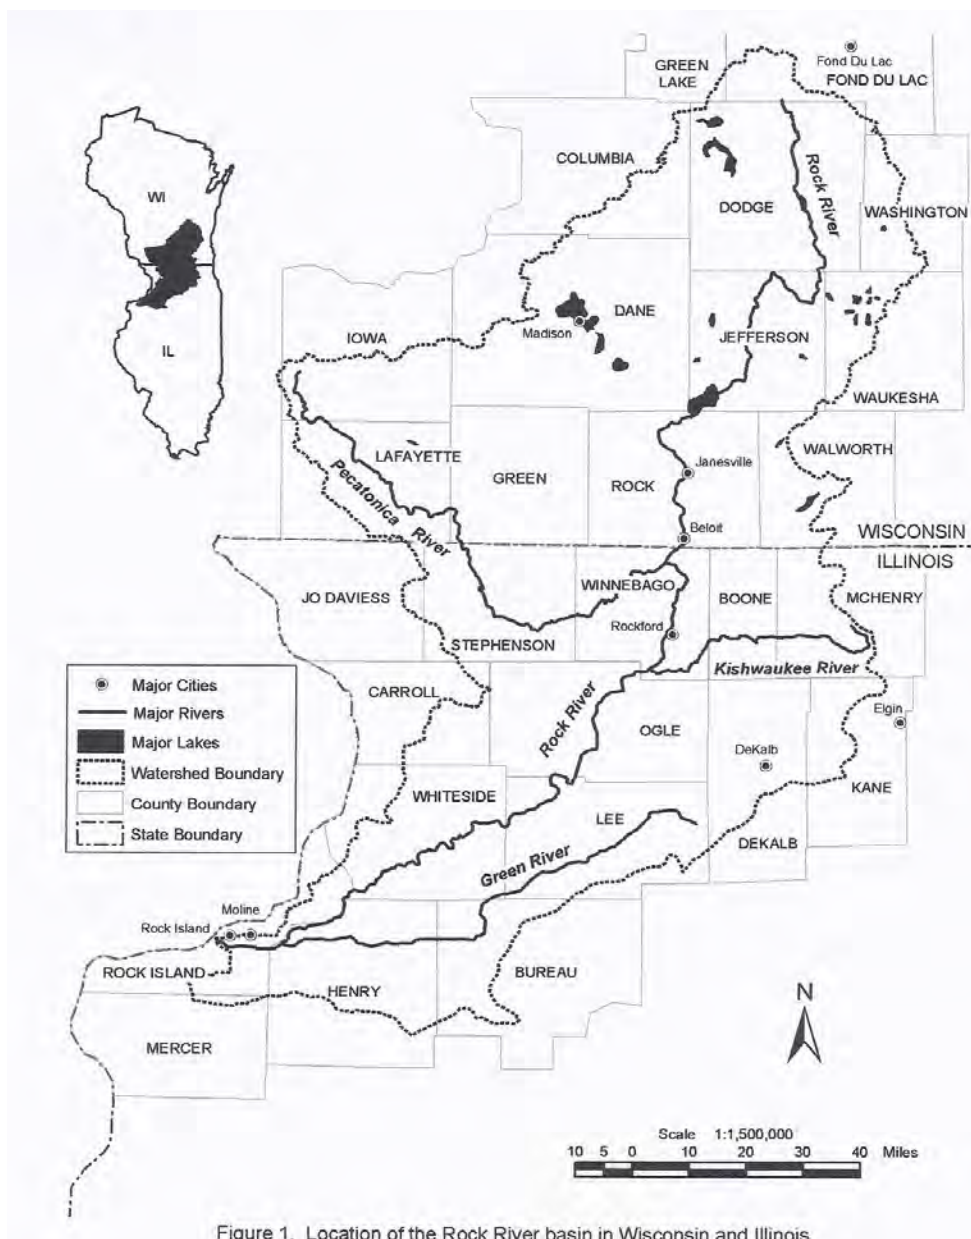 GREEN
LAKE
Fond Du Lac
FOND DU LAC
COLUMBIA
Rock River
DODGE
WASHINGTON
WI
DANE
Madison
IOWA
JEFFERSON
IL
WAUKESHA
WALWORTH
LAFAYETTE
Janesville
GREEN
ROCK
Pecatonica River
Beloit
WISCONSIN
ILLINOIS
WINNEBAGO
JO DAVIESS
BOONE
MCHENRY
Rockford
STEPHENSON
Kishwaukee River
CARROLL
Major Cities
Major Rivers
Major Lakes
Watershed Boundary
County Boundary
State Boundary
Rock River
Elgin
OGLE
DeKalb
KANE
WHITESIDE
LEE
DEKALB
Green River
Moline
Rock Island
ROCK ISLAND
BUREAU
HENRY
N
MERCER
Scale 1:1,500,000
10 5 0 10 20 30 40 Miles
Figure 1. Location of the Rock River basin in Wisconsin and Illinois